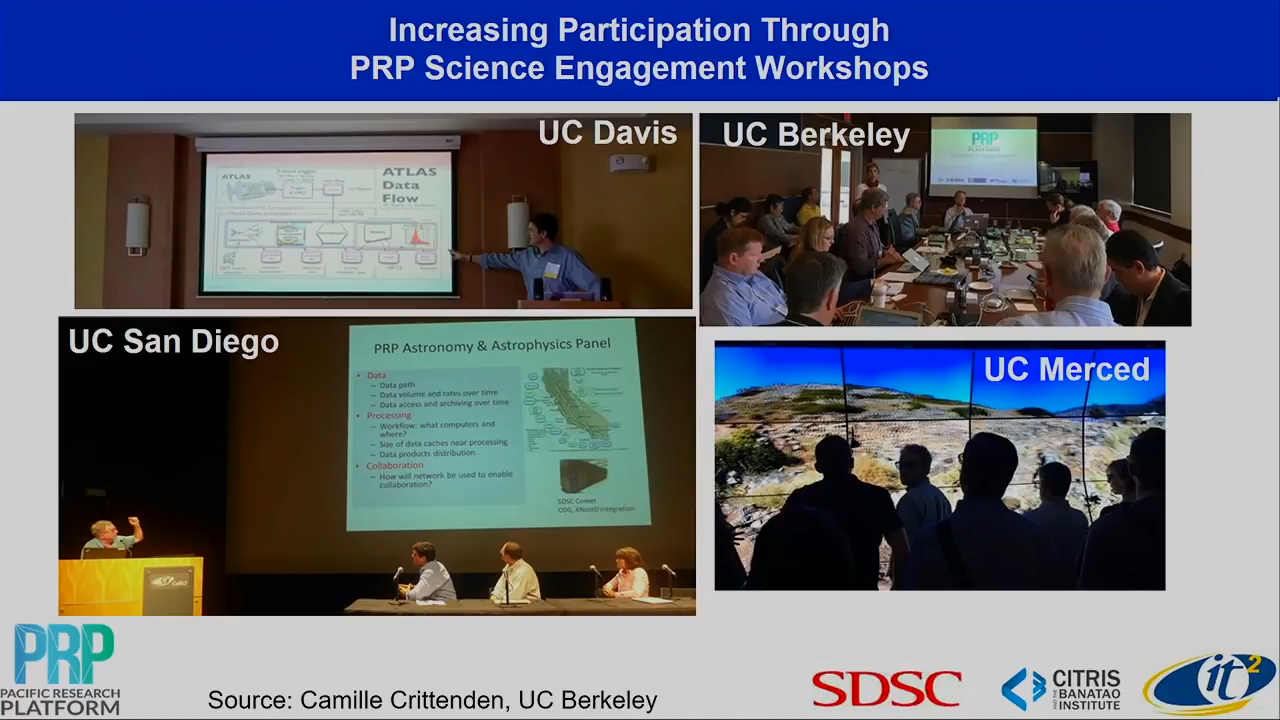 Increasing Participation Through
PRP Science Engagement Workshops
UC Davis
ATLAS
ATLAS
Data
Flow
UC Berkeley
PRP
UC San Diego
PRP Astronomy & Astrophysics Panel
• Data
– Data path
– Data volume and rates over time
– Data access and archiving over time
• Processing
– Workflow: what computers and
where?
– Size of data caches near processing
– Data products distribution
• Collaboration
– How will network be used to enable
collaboration?
SDSC Comet
OSG, XRootD integration
UC Merced
PRP
PACIFIC RESEARCH
PLATFORM
Source: Camille Crittenden, UC Berkeley
SDSC
CITRIS
AND THE
BANATAO
INSTITUTE
it2